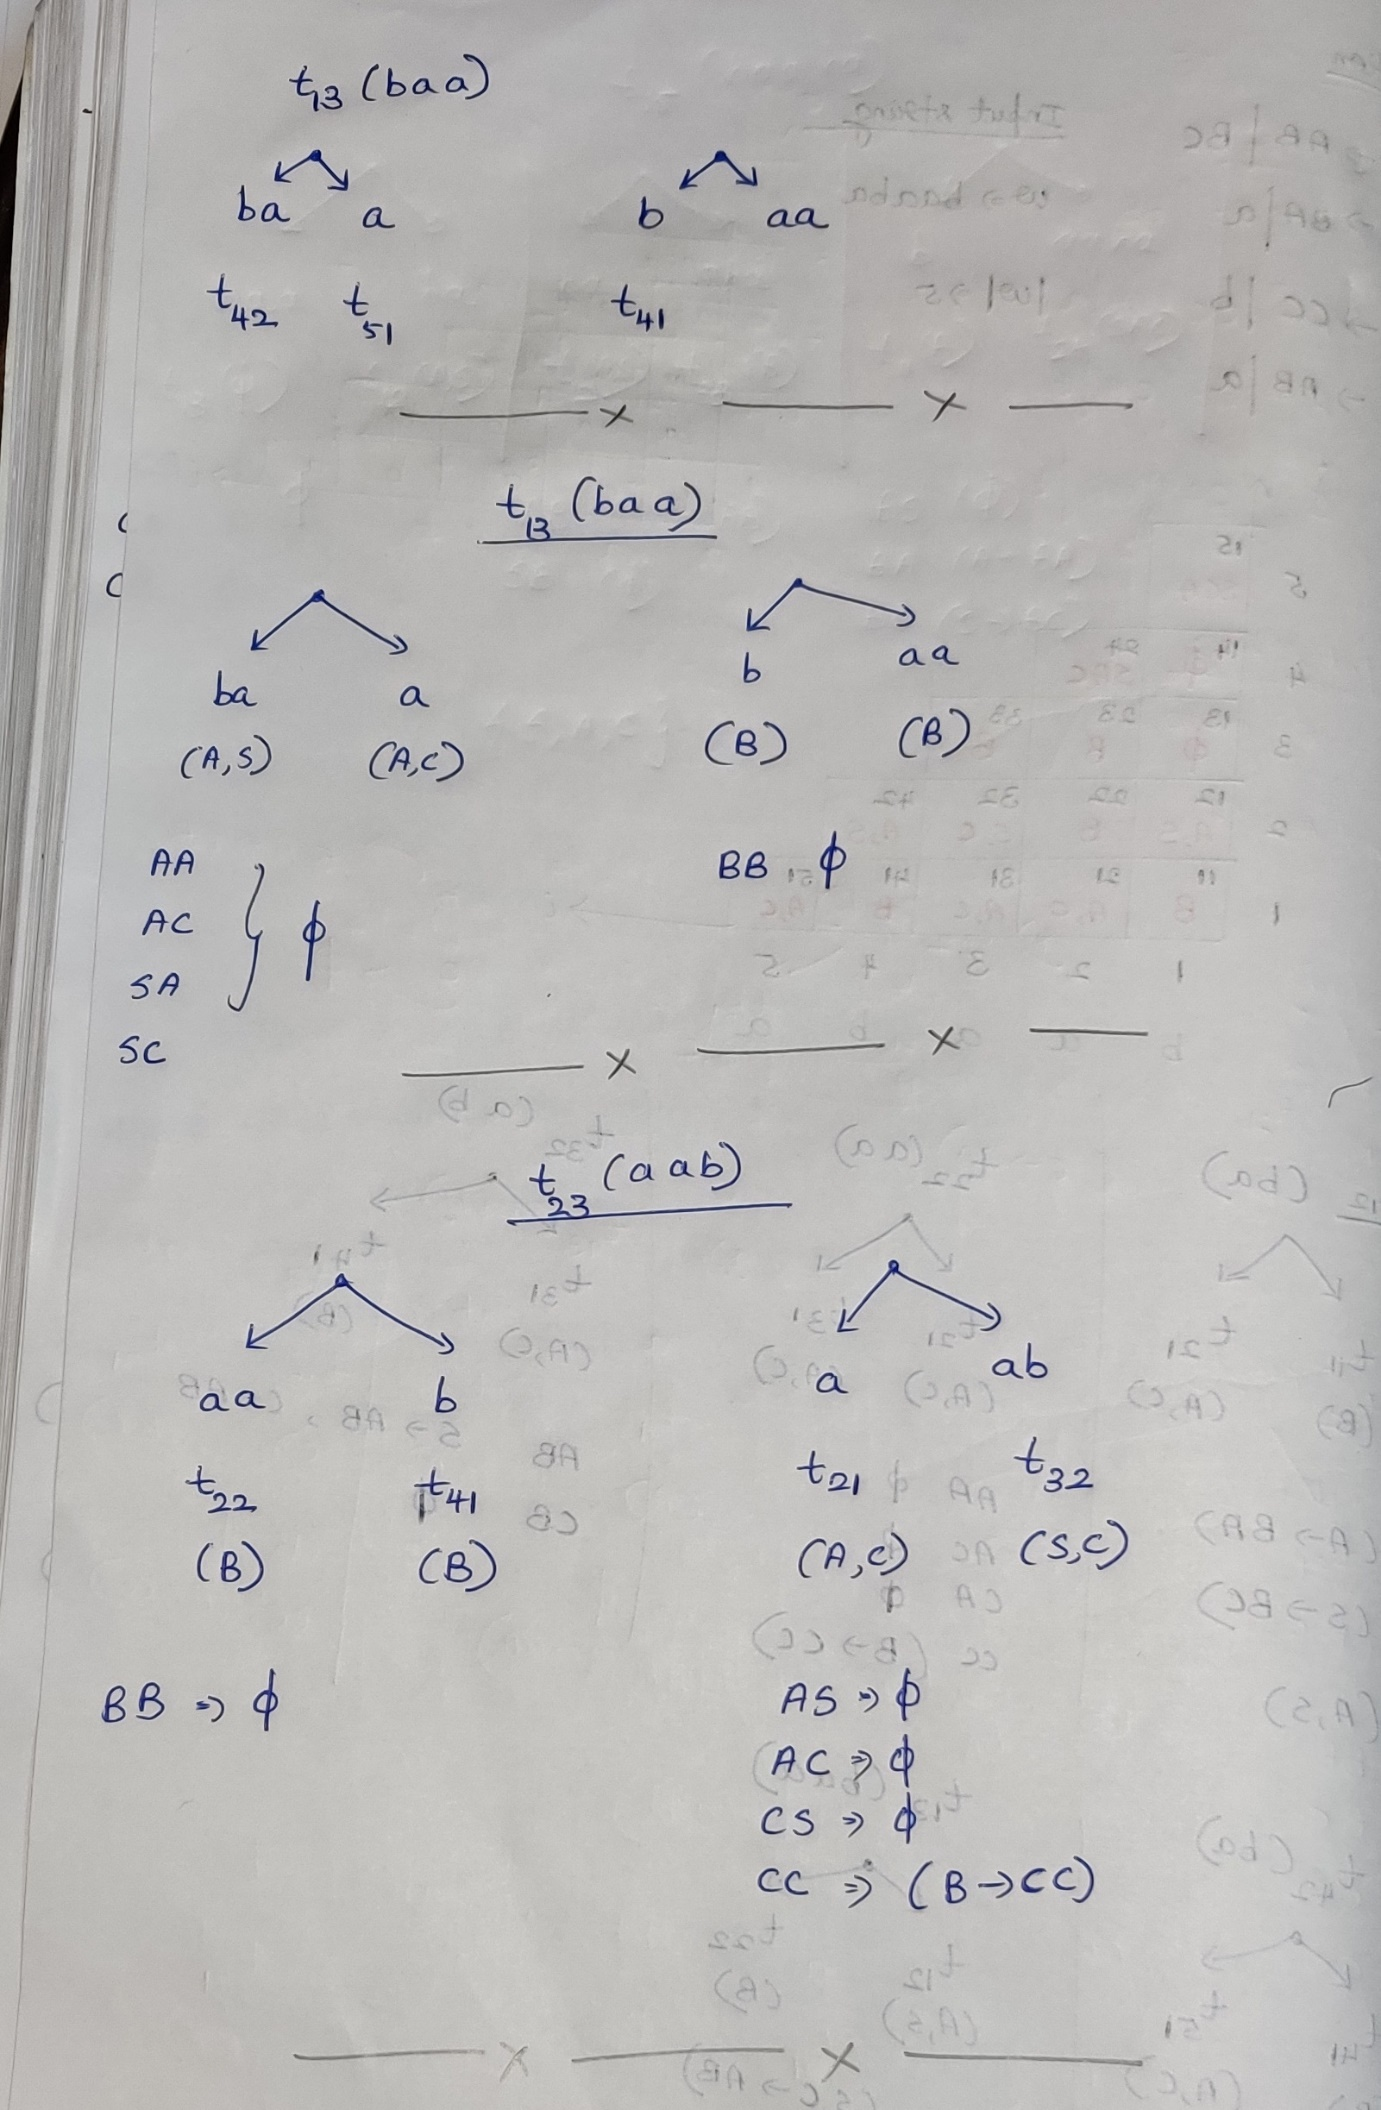 t13 (baa)
ba a b aa
t42 t51 t41
x x
t13 (baa)
ba a b aa
(A,S) (A,C) (B) (B)
AA BB ϕ
AC } ϕ
SA
SC
x x
t23 (aab)
aa b a ab
t22 t41 t21 t32
(B) (B) (A,C) (S,C)
BB => ϕ AS => ϕ
AC => ϕ
CS => ϕ
CC => (B→CC)
x x